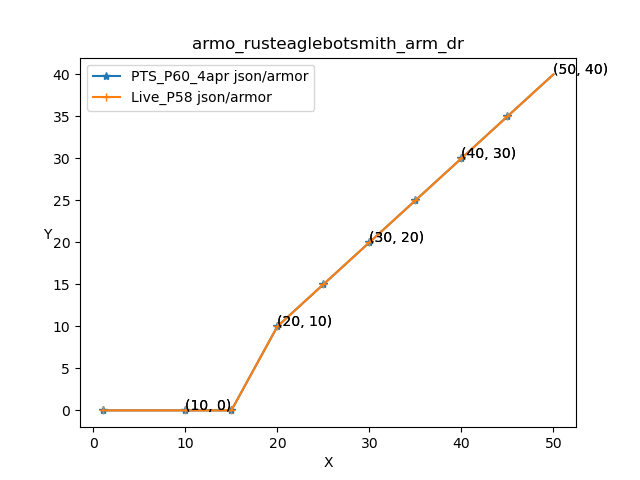 armo_rusteaglebotsmith_arm_dr
PTS_P60_4apr json/armor
Live_P58 json/armor
(50, 40)
(40, 30)
(30, 20)
(20, 10)
(10, 0)
Y
40
35
30
25
20
15
10
5
0
0 10 20 30 40 50
X